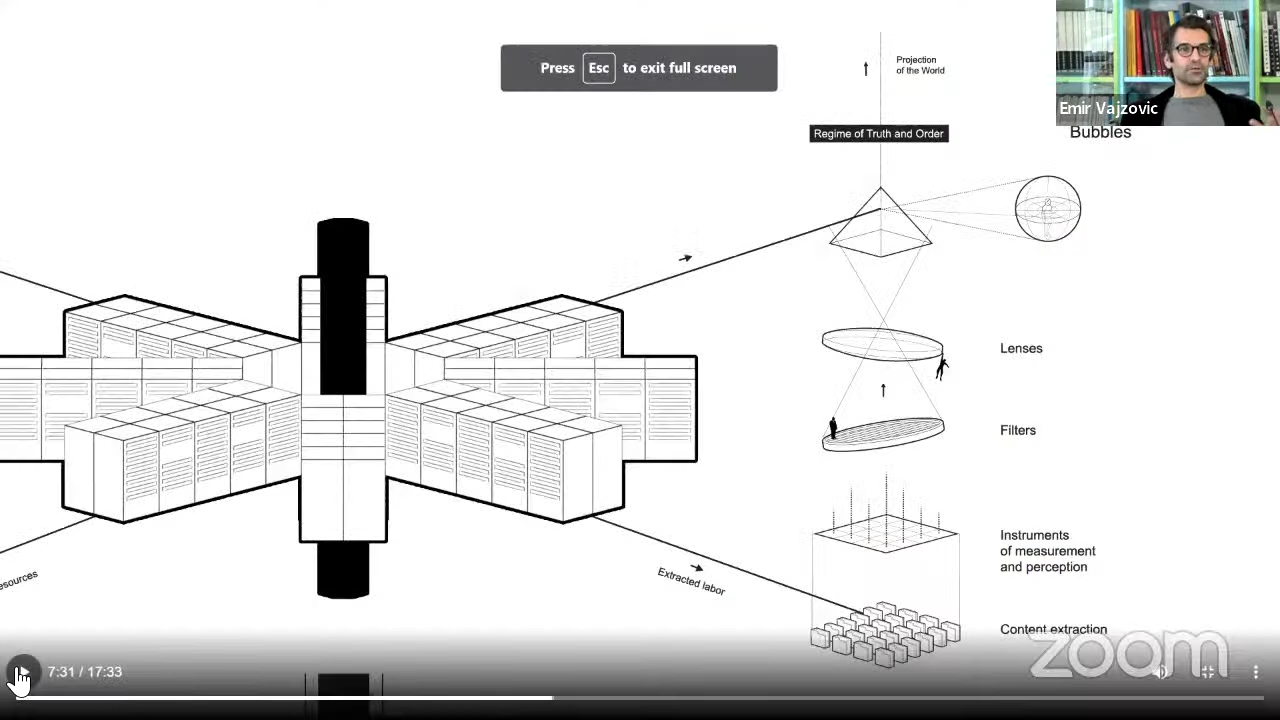 Press Esc to exit full screen
Projection
of the World
Emir Vajzovic
Regime of Truth and Order
Bubbles
Lenses
Filters
Instruments
of measurement
and perception
esources
Extracted labor
Content extraction
zoom
7:31 / 17:33